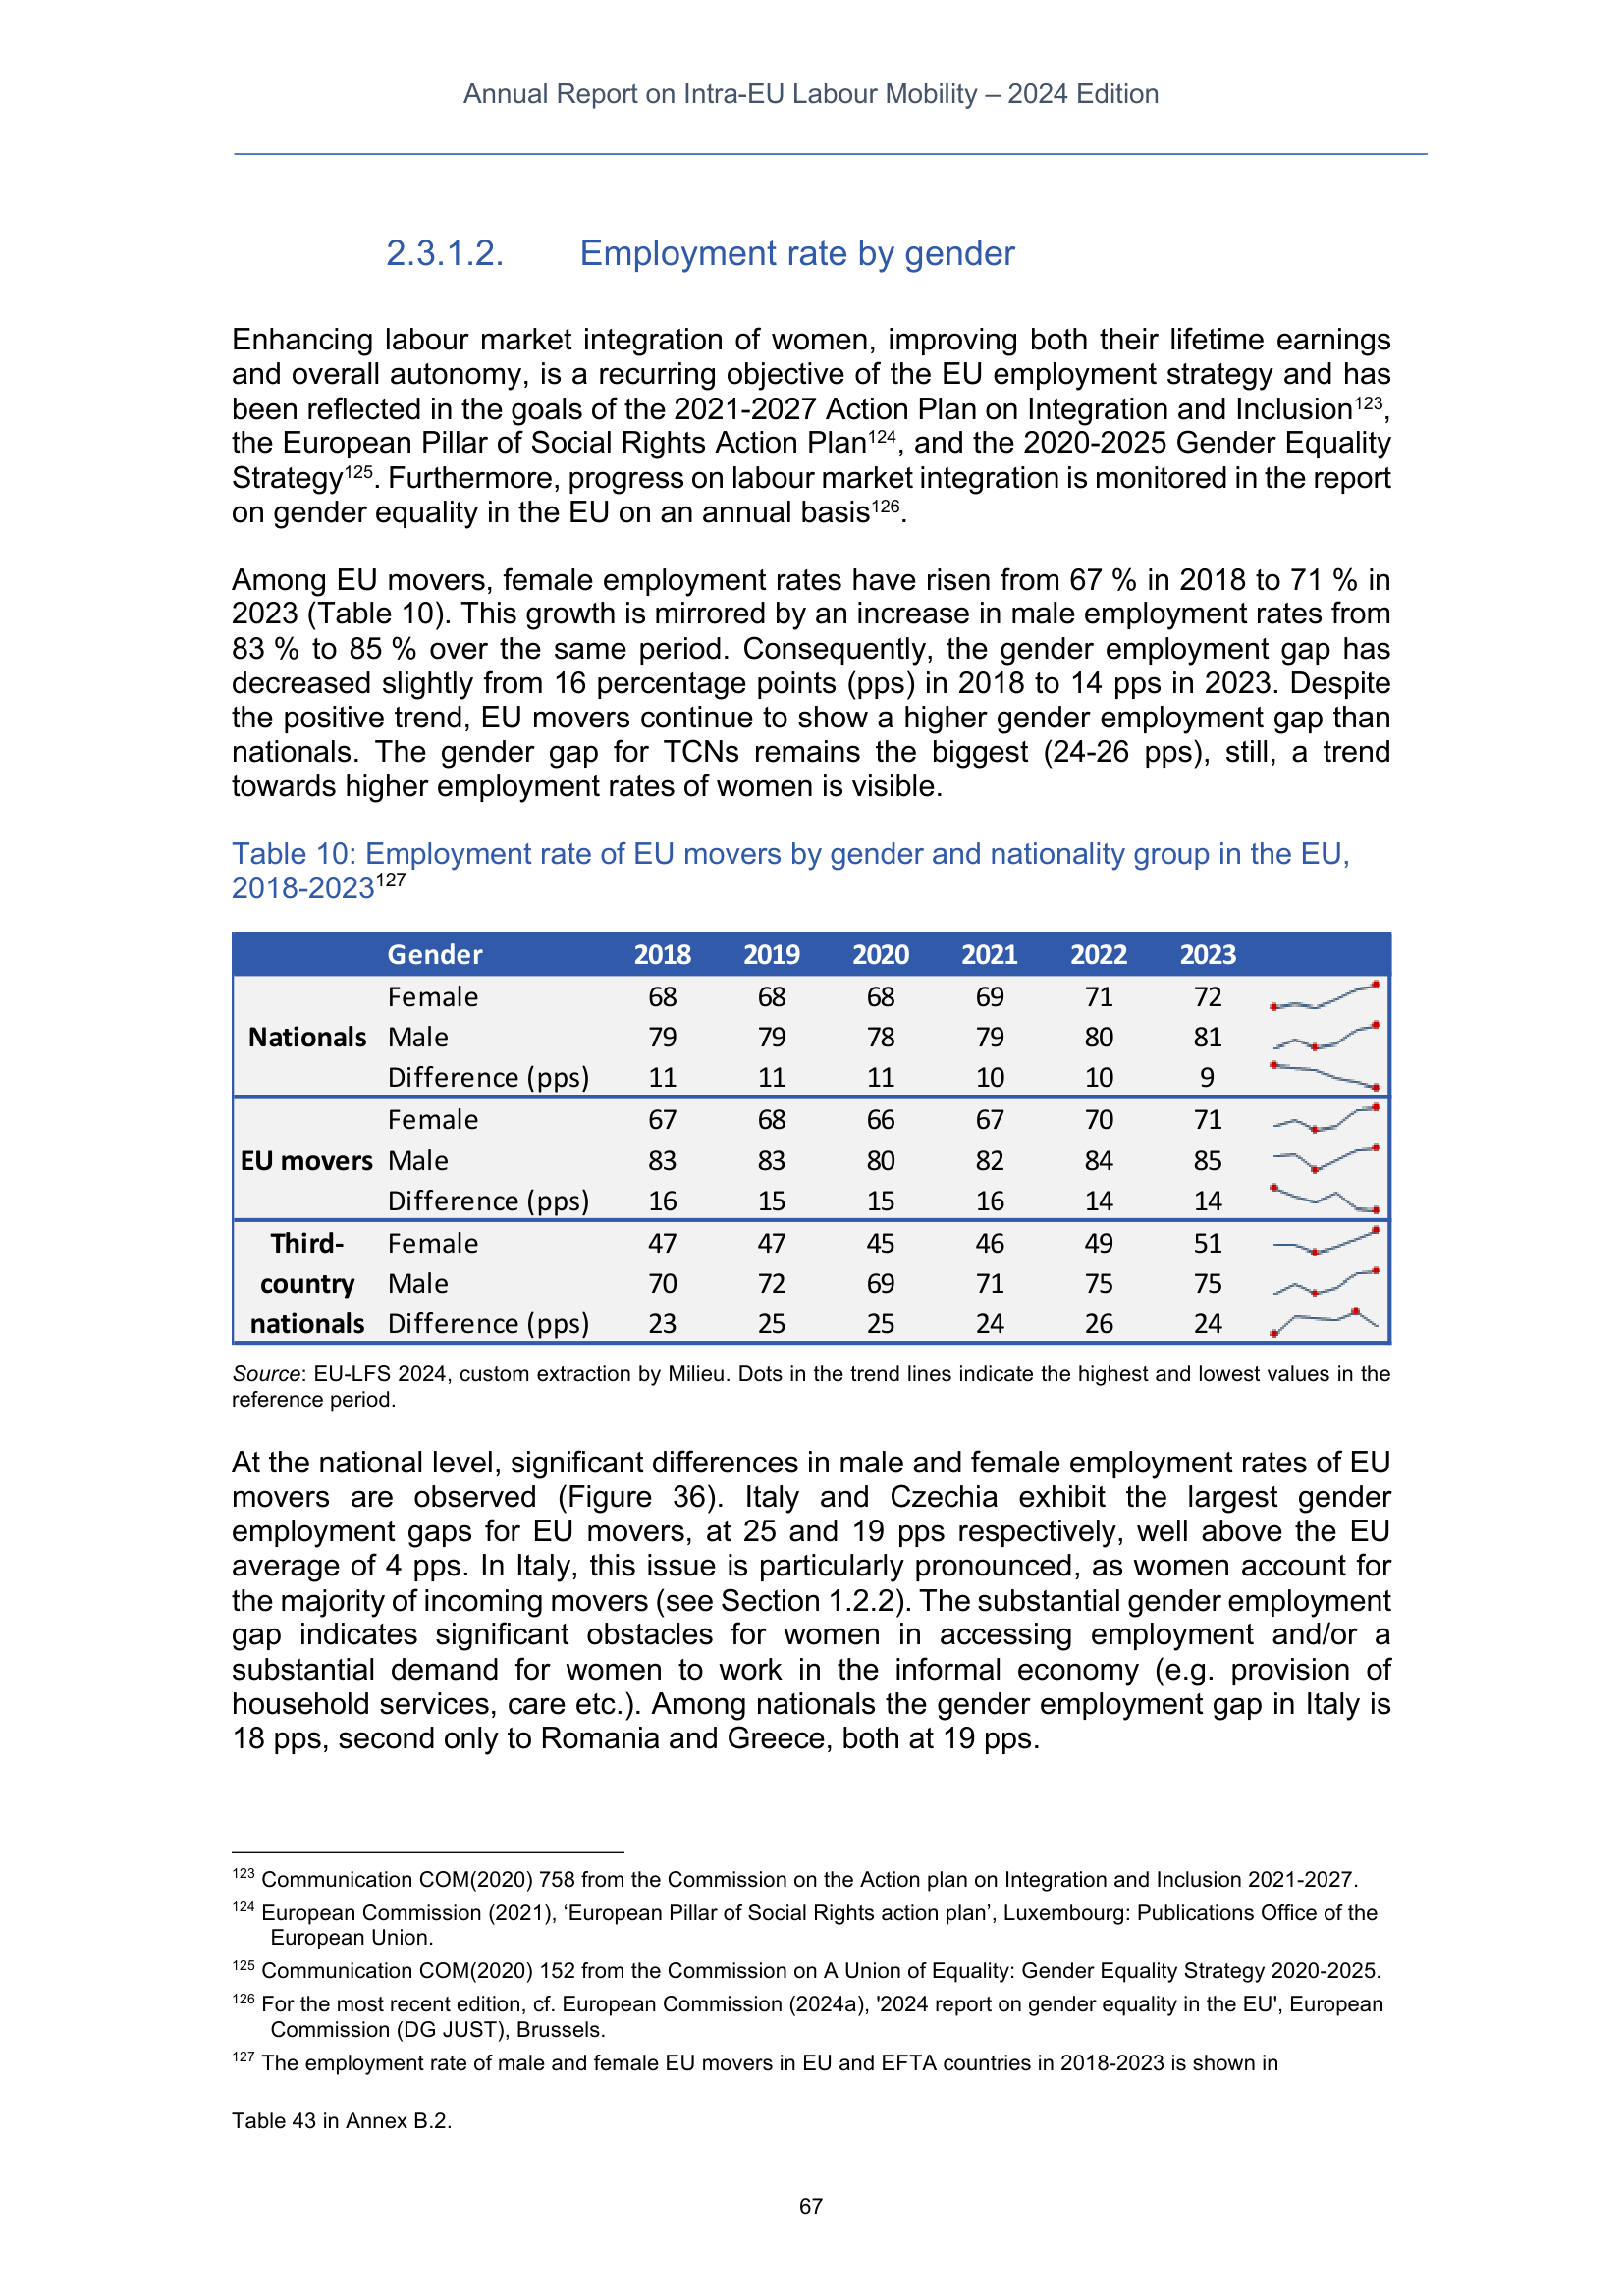 Annual Report on Intra-EU Labour Mobility – 2024 Edition
2.3.1.2. Employment rate by gender
Enhancing labour market integration of women, improving both their lifetime earnings
and overall autonomy, is a recurring objective of the EU employment strategy and has
been reflected in the goals of the 2021-2027 Action Plan on Integration and Inclusion123,
the European Pillar of Social Rights Action Plan124, and the 2020-2025 Gender Equality
Strategy125. Furthermore, progress on labour market integration is monitored in the report
on gender equality in the EU on an annual basis126.
Among EU movers, female employment rates have risen from 67 % in 2018 to 71 % in
2023 (Table 10). This growth is mirrored by an increase in male employment rates from
83 % to 85 % over the same period. Consequently, the gender employment gap has
decreased slightly from 16 percentage points (pps) in 2018 to 14 pps in 2023. Despite
the positive trend, EU movers continue to show a higher gender employment gap than
nationals. The gender gap for TCNs remains the biggest (24-26 pps), still, a trend
towards higher employment rates of women is visible.
Table 10: Employment rate of EU movers by gender and nationality group in the EU,
2018-2023127
Gender 2018 2019 2020 2021 2022 2023
Female 68 68 68 69 71 72
Nationals Male 79 79 78 79 80 81
Difference (pps) 11 11 11 10 10 9
Female 67 68 66 67 70 71
EU movers Male 83 83 80 82 84 85
Difference (pps) 16 15 15 16 14 14
Third- Female 47 47 45 46 49 51
country Male 70 72 69 71 75 75
nationals Difference (pps) 23 25 25 24 26 24
Source: EU-LFS 2024, custom extraction by Milieu. Dots in the trend lines indicate the highest and lowest values in the
reference period.
At the national level, significant differences in male and female employment rates of EU
movers are observed (Figure 36). Italy and Czechia exhibit the largest gender
employment gaps for EU movers, at 25 and 19 pps respectively, well above the EU
average of 4 pps. In Italy, this issue is particularly pronounced, as women account for
the majority of incoming movers (see Section 1.2.2). The substantial gender employment
gap indicates significant obstacles for women in accessing employment and/or a
substantial demand for women to work in the informal economy (e.g. provision of
household services, care etc.). Among nationals the gender employment gap in Italy is
18 pps, second only to Romania and Greece, both at 19 pps.
123 Communication COM(2020) 758 from the Commission on the Action plan on Integration and Inclusion 2021-2027.
124 European Commission (2021), ‘European Pillar of Social Rights action plan’, Luxembourg: Publications Office of the
European Union.
125 Communication COM(2020) 152 from the Commission on A Union of Equality: Gender Equality Strategy 2020-2025.
126 For the most recent edition, cf. European Commission (2024a), '2024 report on gender equality in the EU', European
Commission (DG JUST), Brussels.
127 The employment rate of male and female EU movers in EU and EFTA countries in 2018-2023 is shown in
Table 43 in Annex B.2.
67